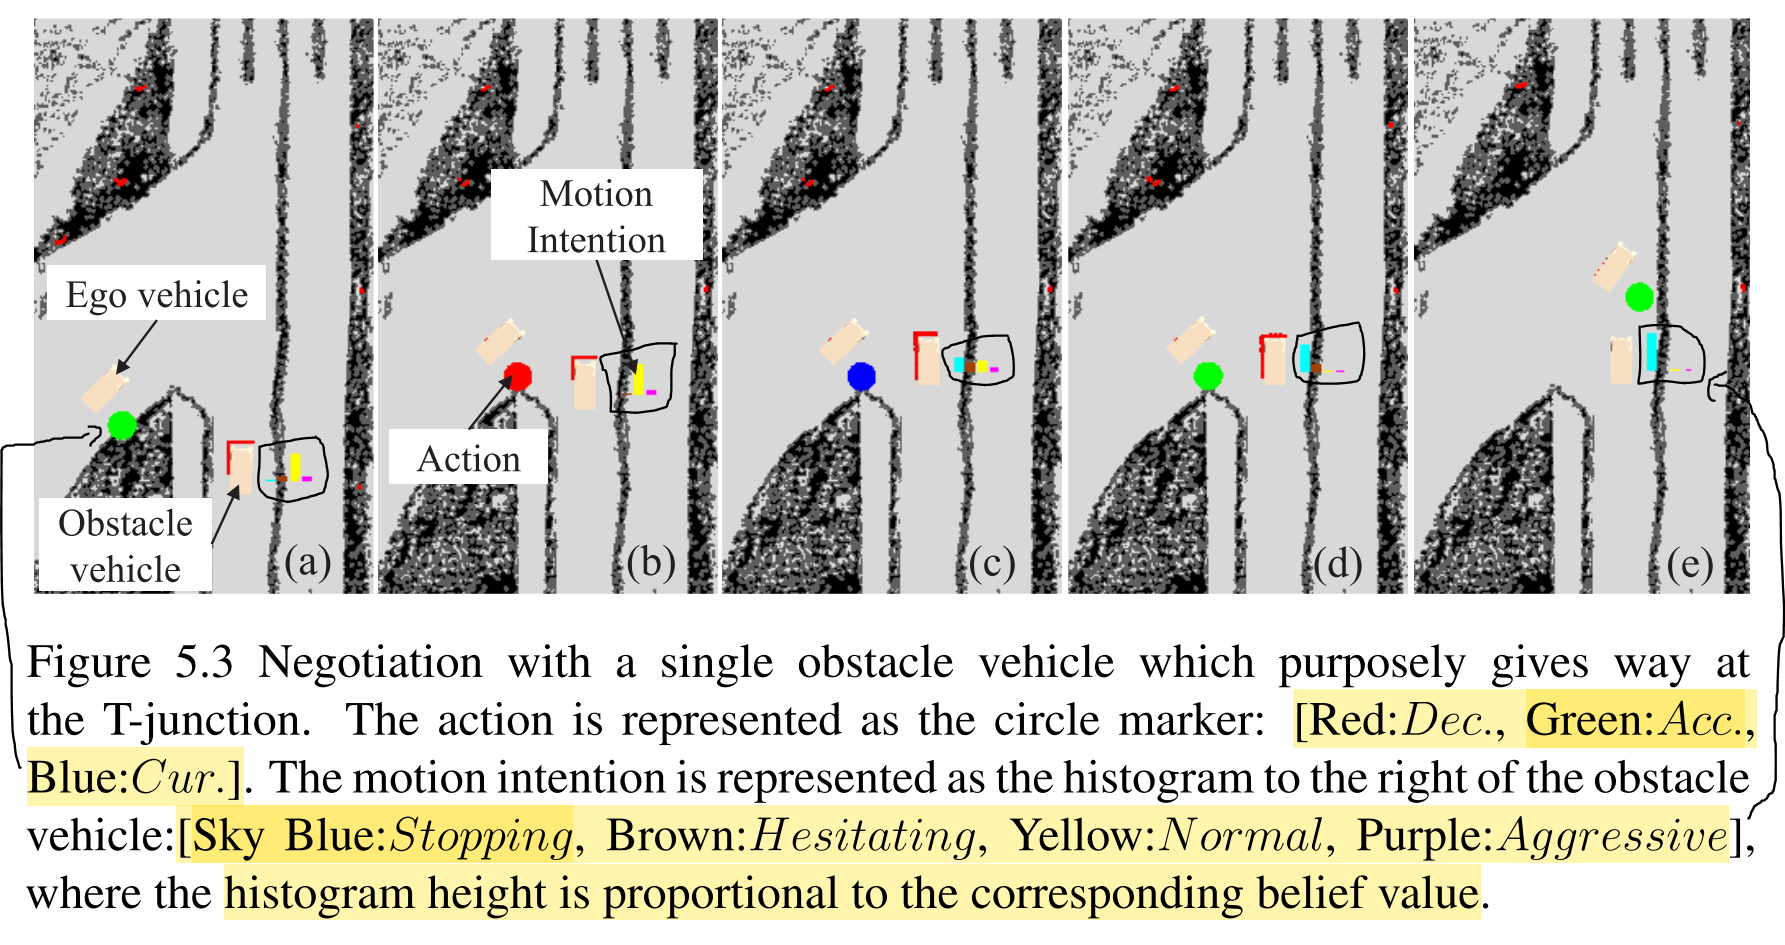 Motion
Intention
Ego vehicle
Action
Obstacle
vehicle
(a)
(b)
(c)
(d)
(e)
Figure 5.3 Negotiation with a single obstacle vehicle which purposely gives way at
the T-junction. The action is represented as the circle marker: [Red:Dec., Green:Acc.,
Blue:Cur.]. The motion intention is represented as the histogram to the right of the obstacle
vehicle:[Sky Blue:Stopping, Brown:Hesitating, Yellow:Normal, Purple:Aggressive],
where the histogram height is proportional to the corresponding belief value.